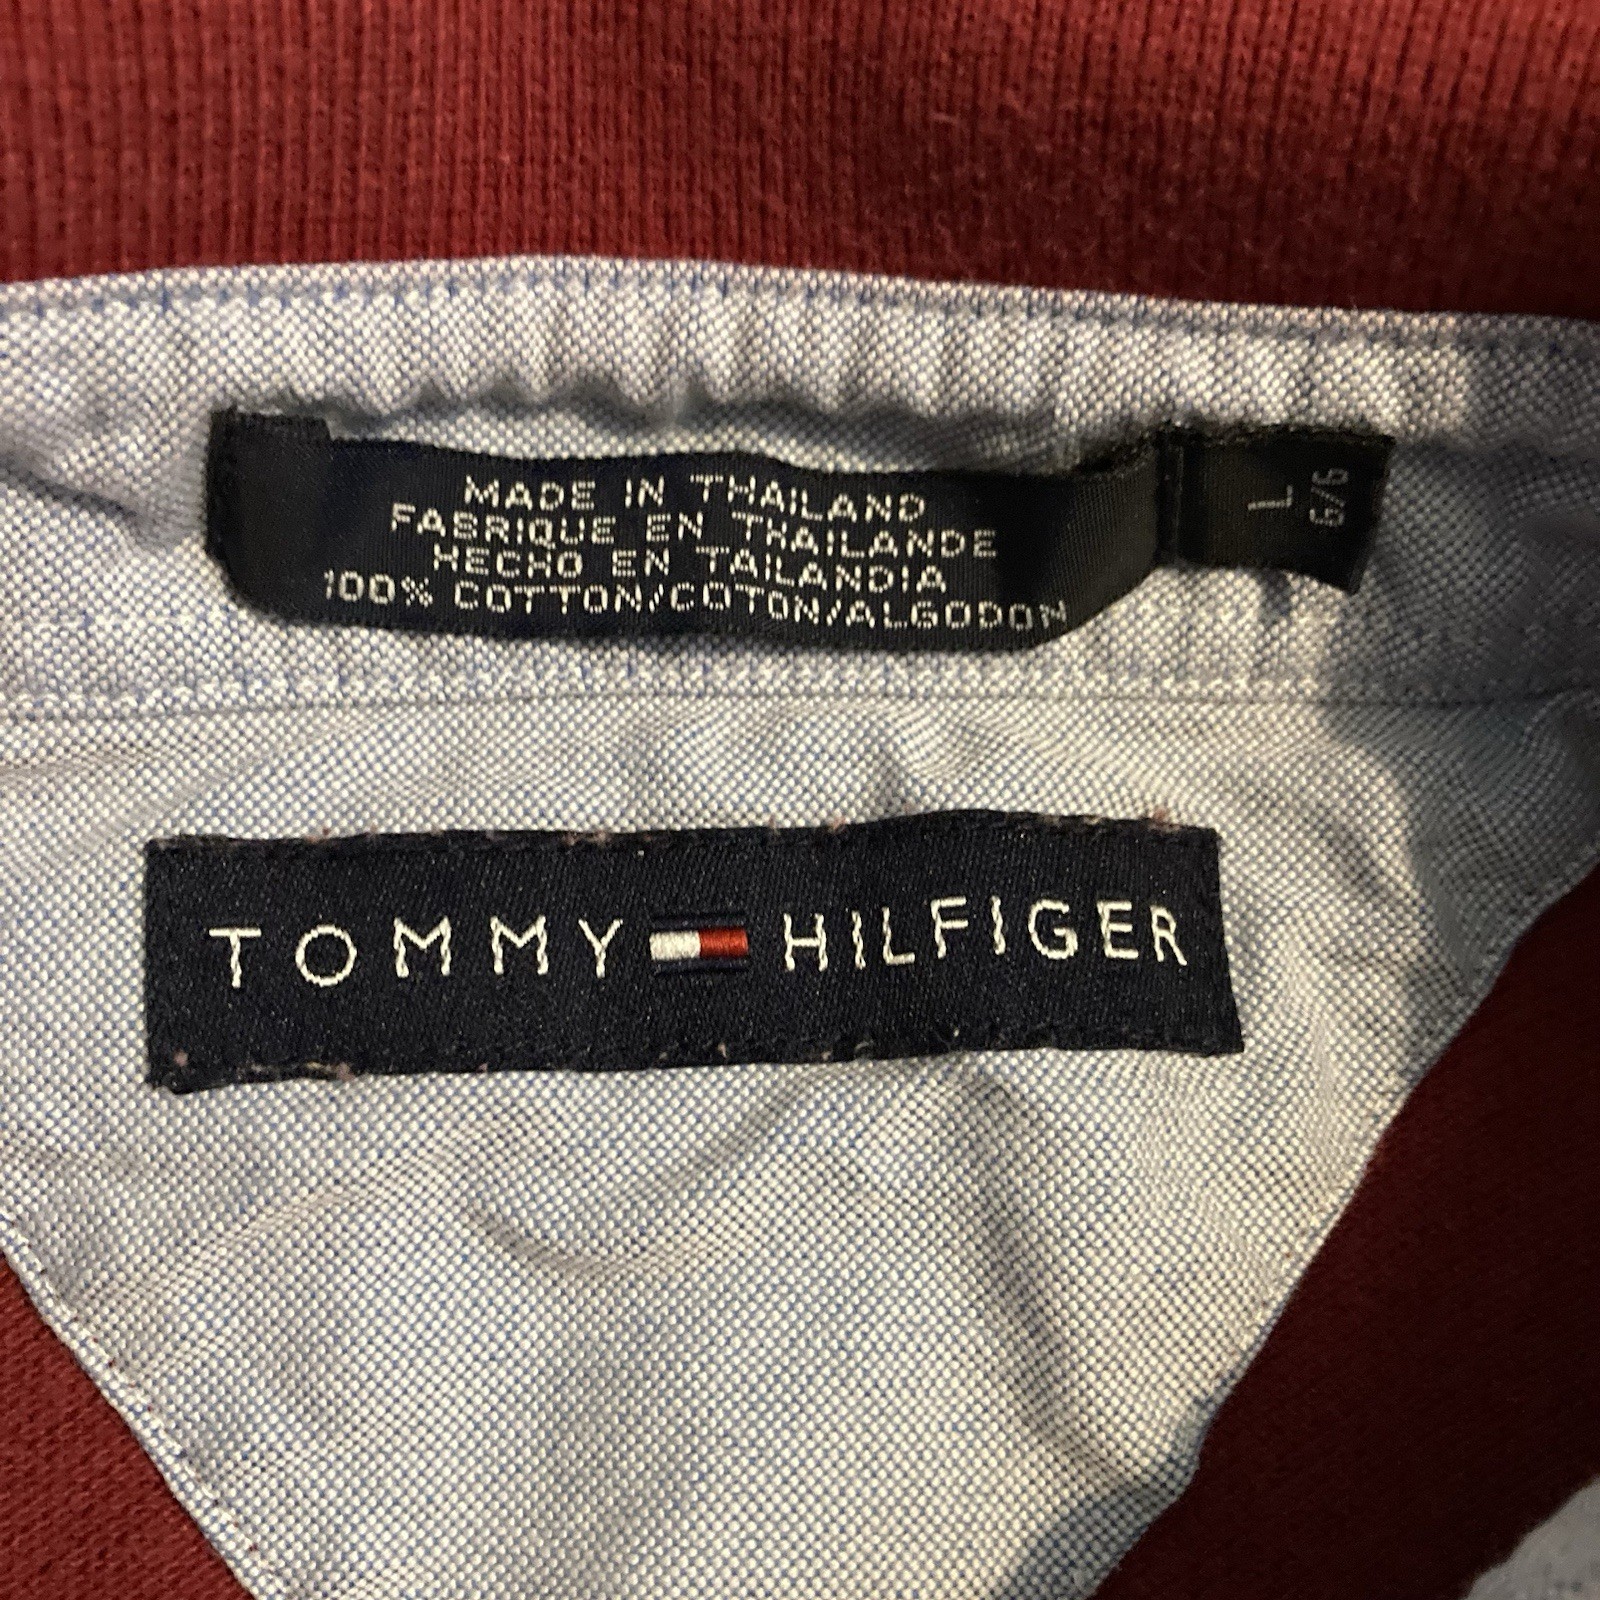 MADE IN THAILAND
FABRIQUE EN THAILANDE
HECHO EN TAILANDIA
100% COTTON/COTON/ALGODON
L
G/G
TOMMY HILFIGER